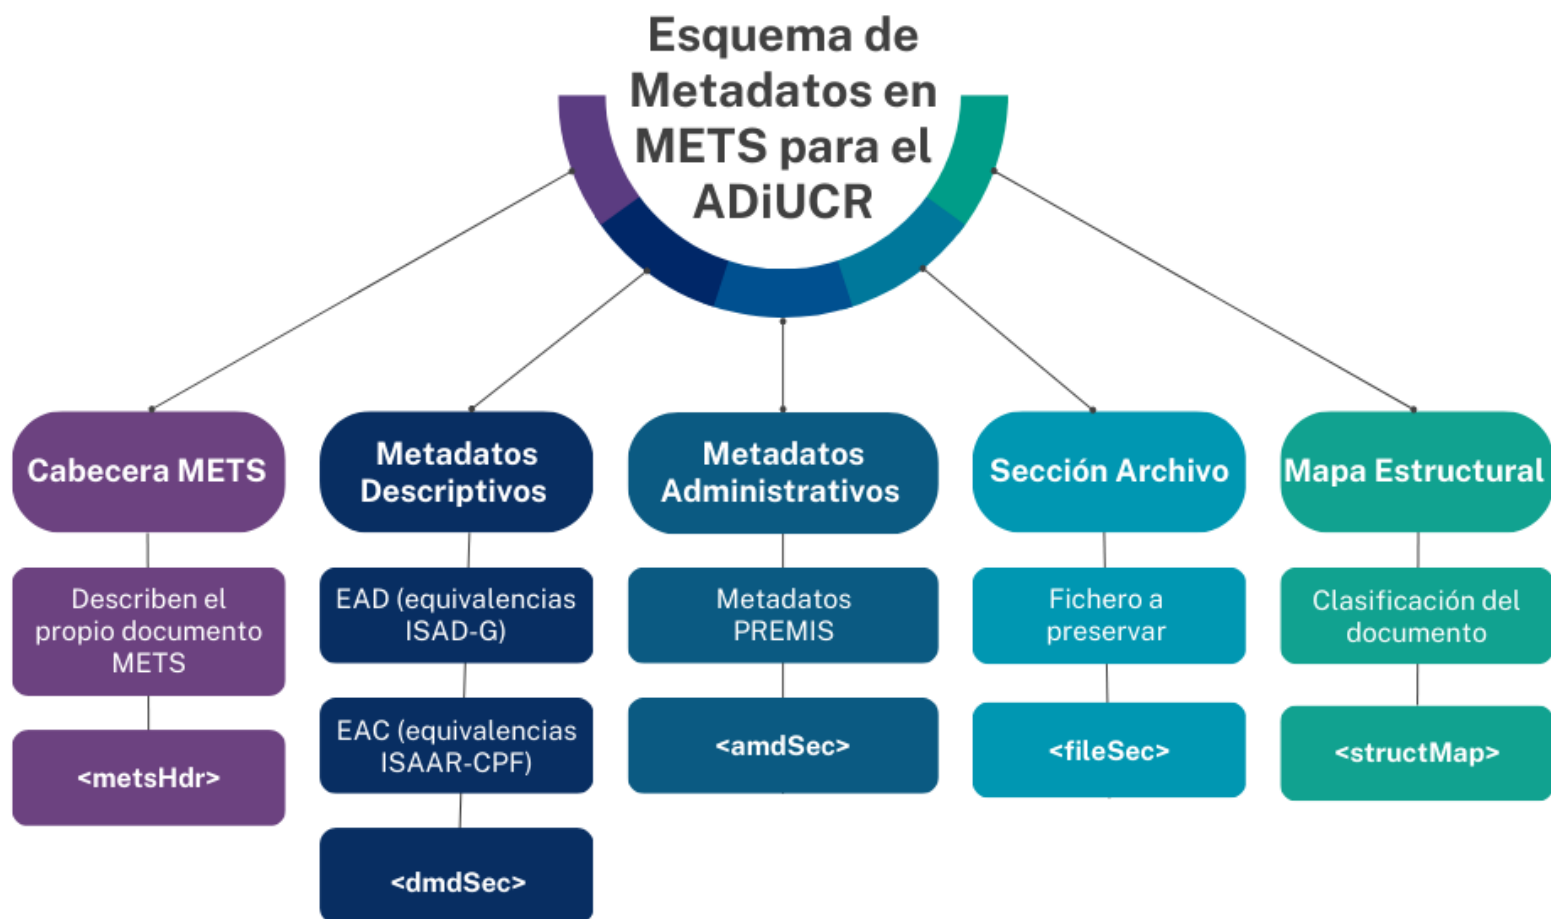 Esquema de
Metadatos en
METS para el
ADiUCR
Cabecera METS
Describen el
propio documento
METS
<metsHdr>
Metadatos
Descriptivos
EAD (equivalencias
ISAD-G)
EAC (equivalencias
ISAAR-CPF)
<dmdSec>
Metadatos
Administrativos
Metadatos
PREMIS
<amdSec>
Sección Archivo
Fichero a
preservar
<fileSec>
Mapa Estructural
Clasificación del
documento
<structMap>